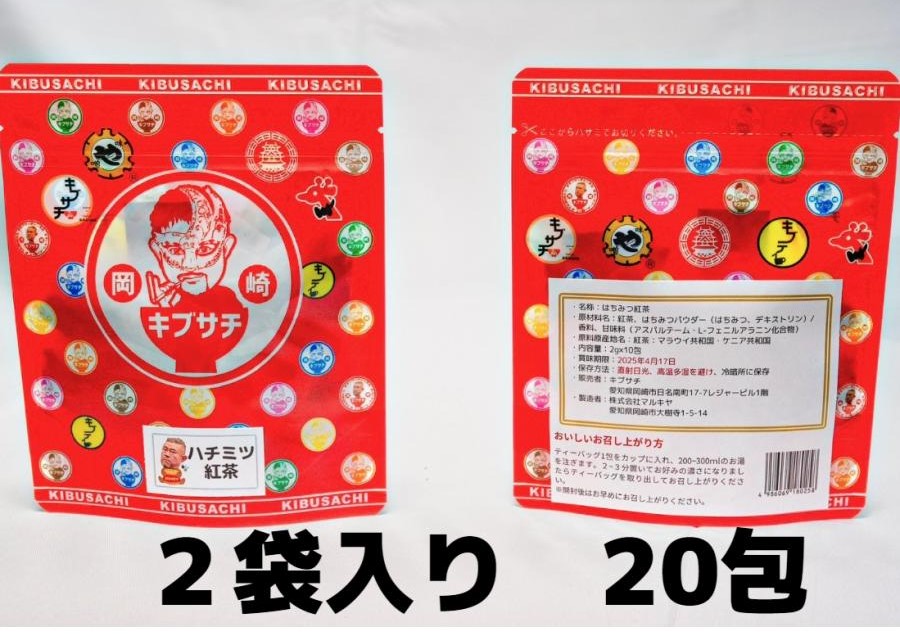 KIBUSACHI KIBUSACHI KIBUSACHI
岡 崎
キブサチ
ハチミツ
紅茶
KIBUSACHI KIBUSACHI KIBUSACHI
KIBUSACHI KIBUSACHI KIBUSACHI
ここからハサミでお切りください。
・名称：はちみつ紅茶
・原材料名：紅茶、はちみつパウダー（はちみつ、デキストリン）/
香料、甘味料（アスパルテーム・L-フェニルアラニン化合物）
・原料原産地名：紅茶：マラウイ共和国・ケニア共和国
・内容量：2gx10包
・賞味期限：2025年4月17日
・保存方法：直射日光、高温多湿を避け、冷暗所に保存
・販売者：キブサチ
愛知県岡崎市日名南町17-7レジャービル1階
・製造者：株式会社マルキヤ
愛知県岡崎市大樹寺1-5-14
おいしいお召し上がり方
ティーバッグ1包をカップに入れ、200~300mlのお湯
を注ぎます。2~3分置いてお好みの濃さになりまし
たらティーバッグを取り出してお召し上がりくださ
い。
※開封後はお早めにお召し上がりください。
4 986069 180254
KIBUSACHI KIBUSACHI KIBUSACHI
２袋入り 20包